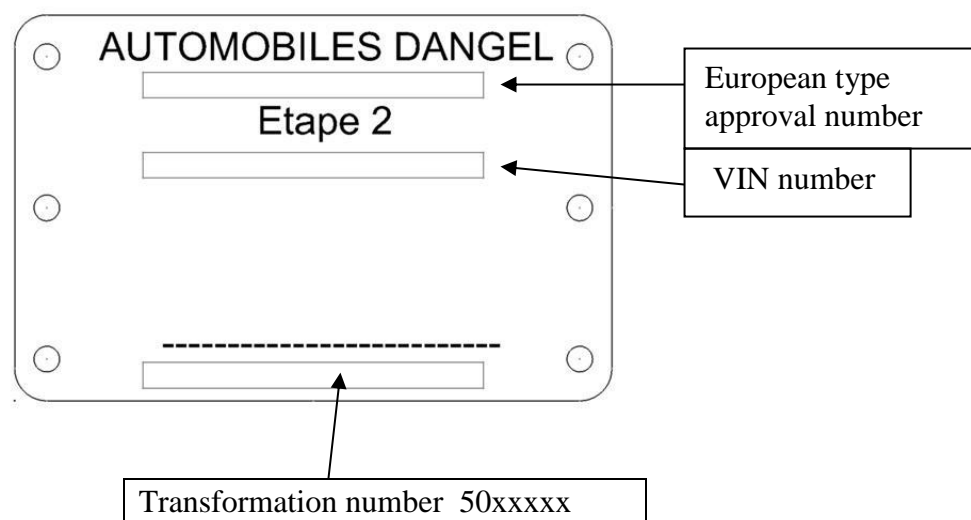 AUTOMOBILES DANGEL
European type
approval number
Etape 2
VIN number
--------------------------
Transformation number 50xxxxx